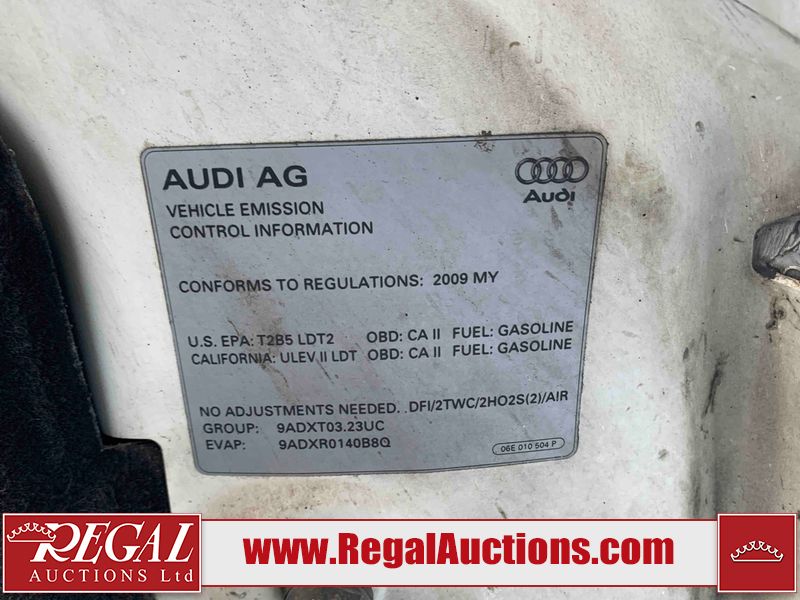 AUDI AG
Audi
VEHICLE EMISSION
CONTROL INFORMATION
CONFORMS TO REGULATIONS: 2009 MY
U.S. EPA: T2B5 LDT2 OBD: CA II FUEL: GASOLINE
CALIFORNIA: ULEV II LDT OBD: CA II FUEL: GASOLINE
NO ADJUSTMENTS NEEDED. DFI/2TWC/2HO2S(2)/AIR
GROUP: 9ADXT03.23UC
EVAP: 9ADXR0140B8Q
06E 010 504 P
REGAL
AUCTIONS Ltd
www.RegalAuctions.com